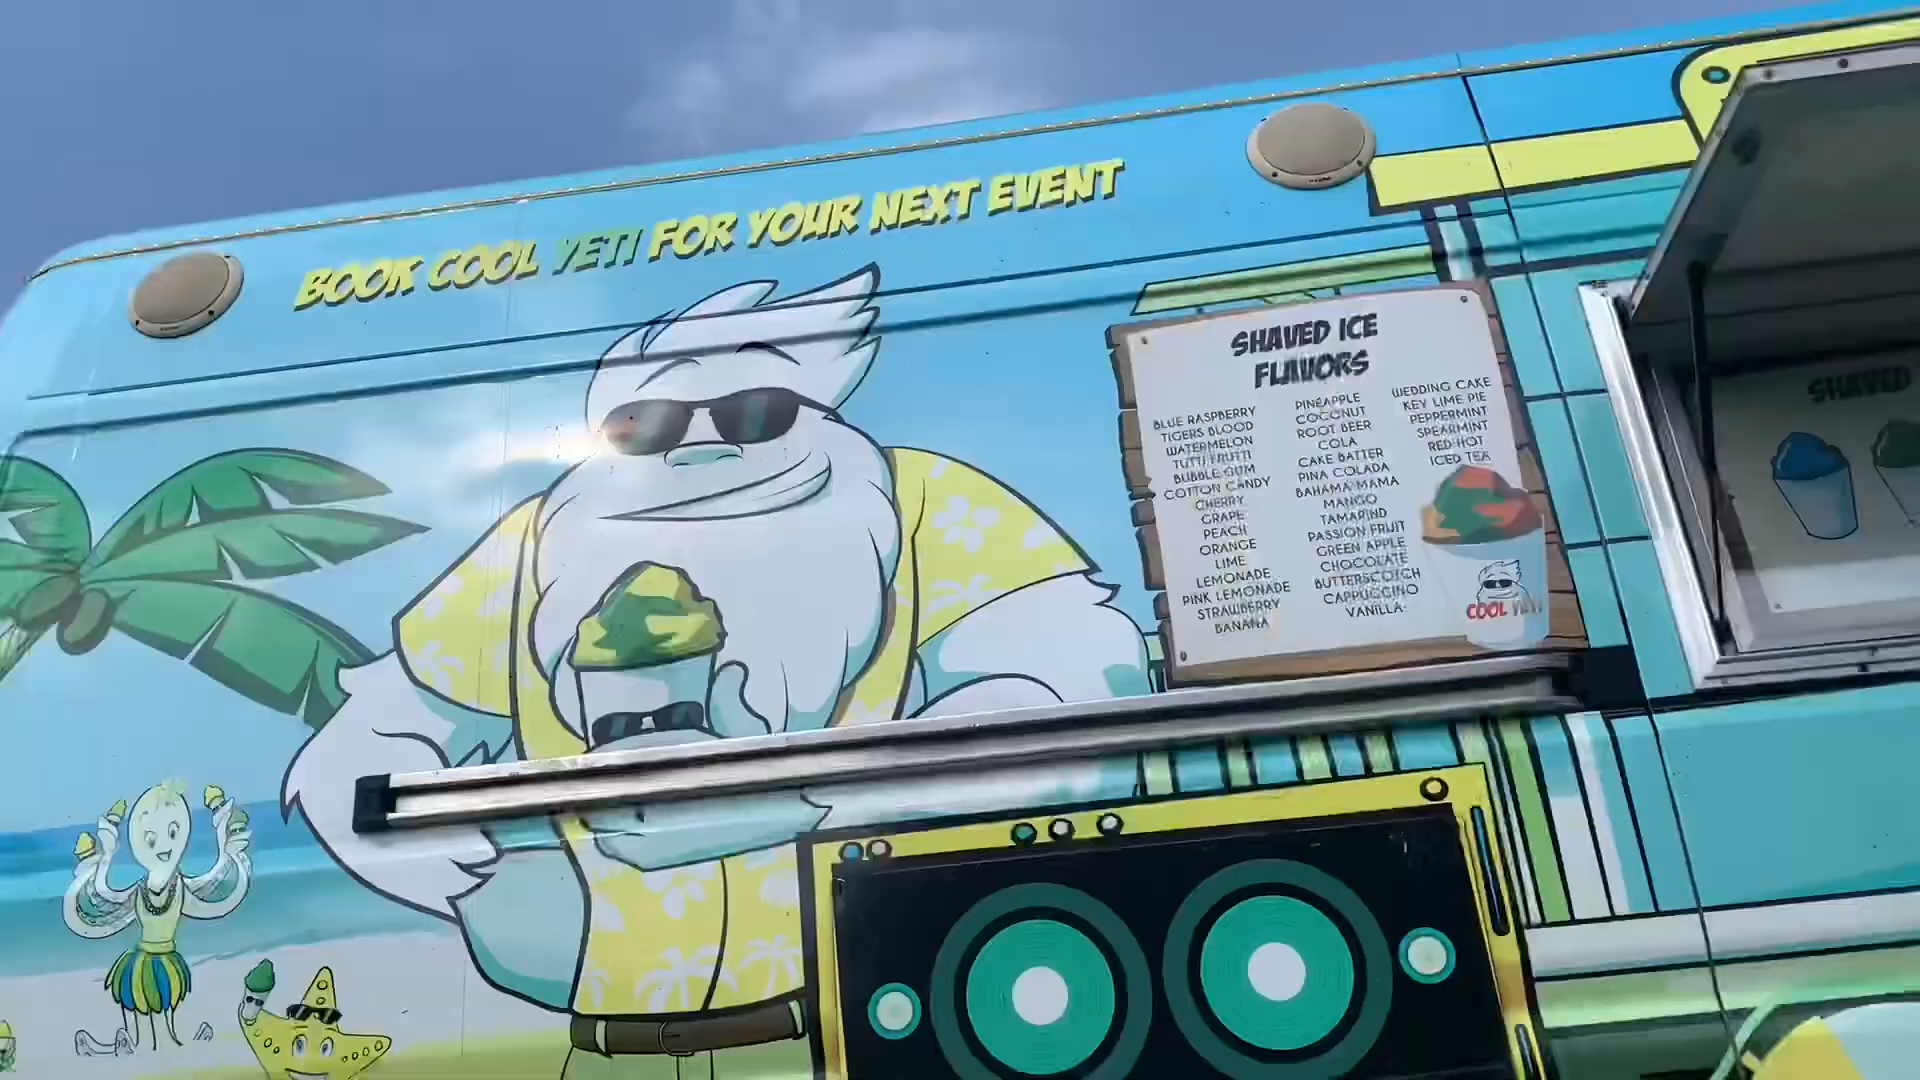 BOOK COOL YETI FOR YOUR NEXT EVENT
SHAVED ICE
FLAVORS
BLUE RASPBERRY
TIGERS BLOOD
WATERMELON
TUTTI FRUTTI
BUBBLE GUM
COTTON CANDY
CHERRY
GRAPE
PEACH
ORANGE
LIME
LEMONADE
PINK LEMONADE
STRAWBERRY
BANANA
PINEAPPLE
COCONUT
ROOT BEER
COLA
CAKE BATTER
PINA COLADA
BAHAMA MAMA
MANGO
TAMARIND
PASSION FRUIT
GREEN APPLE
CHOCOLATE
BUTTERSCOTCH
CAPPUCCINO
VANILLA
WEDDING CAKE
KEY LIME PIE
PEPPERMINT
SPEARMINT
RED HOT
ICED TEA
COOL YETI
SHAVED